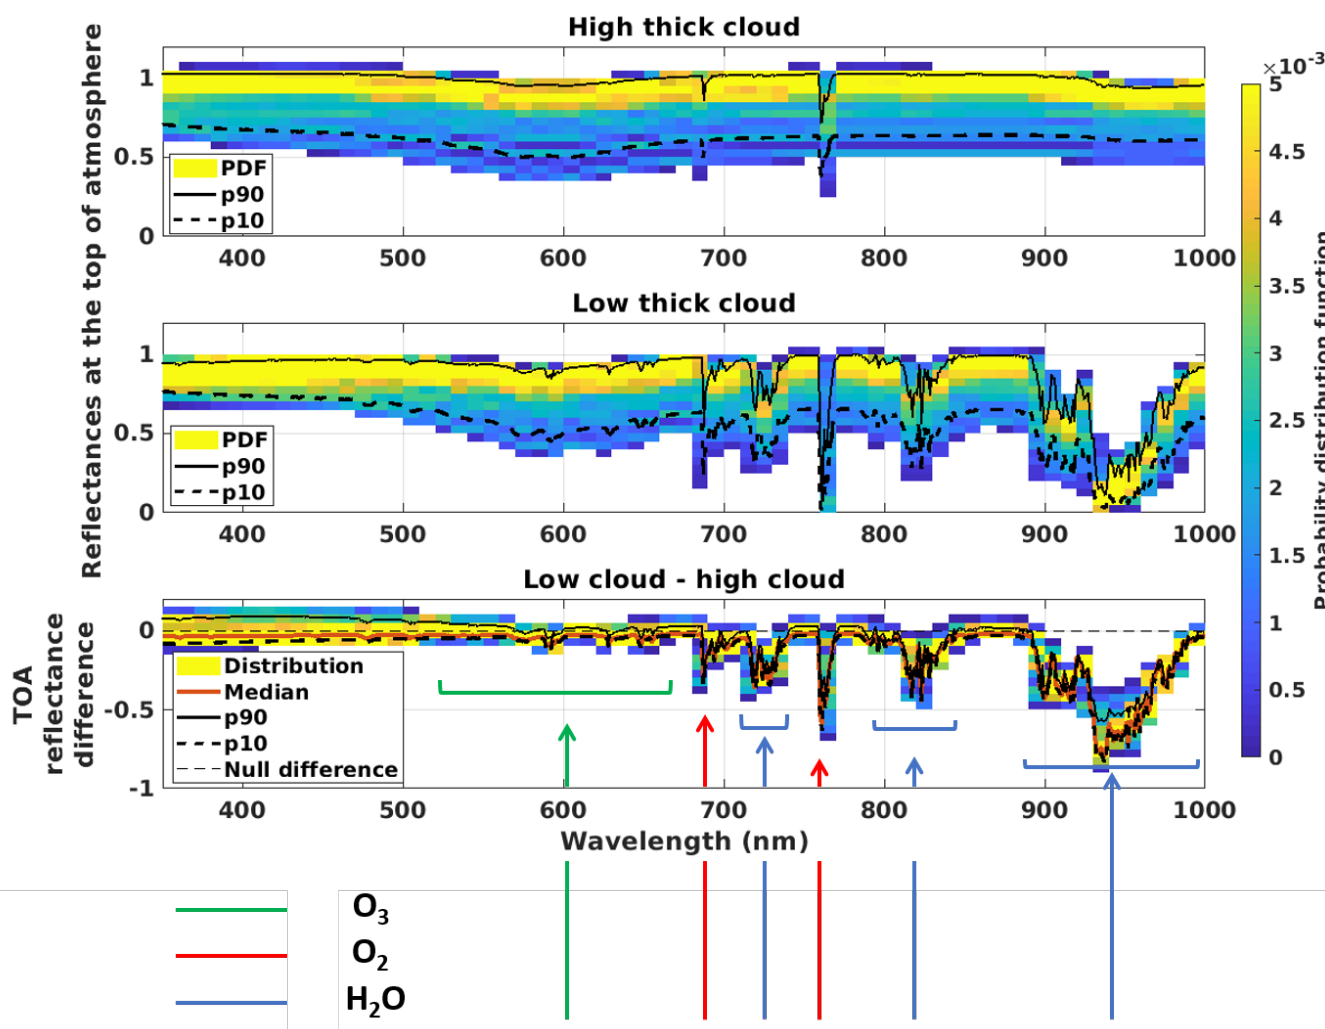 High thick cloud
×10⁻³
Reflectances at the top of atmosphere
1
0.5
0
PDF
p90
p10
400 500 600 700 800 900 1000
Low thick cloud
1
0.5
0
PDF
p90
p10
400 500 600 700 800 900 1000
5
4.5
4
3.5
3
2.5
2
1.5
1
0.5
0
Probability distribution function
Low cloud - high cloud
TOA
reflectance
difference
0
-0.5
-1
Distribution
Median
p90
p10
Null difference
400 500 600 700 800 900 1000
Wavelength (nm)
O₃
O₂
H₂O